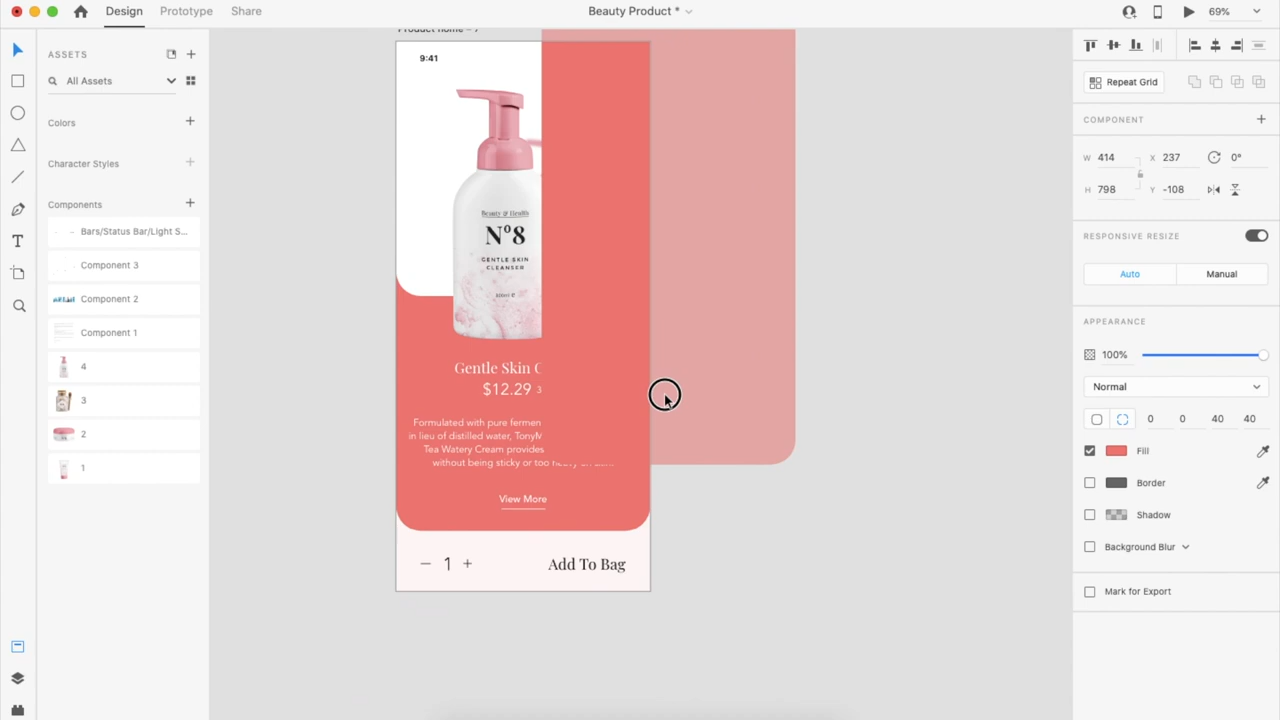 Design Prototype Share Beauty Product * 69%
ASSETS
All Assets
Colors
Character Styles
Components
Bars/Status Bar/Light S...
Component 3
Component 2
Component 1
4
3
2
1
9:41
Beauty & Health
Nº8
GENTLE SKIN
CLEANSER
Gentle Skin C
$12.29 3
Formulated with pure fermen
in lieu of distilled water, TonyM
Tea Watery Cream provides
without being sticky or too
View More
− 1 + Add To Bag
Repeat Grid
COMPONENT
W 414 X 237 0°
H 798 Y -108
RESPONSIVE RESIZE
Auto Manual
APPEARANCE
100%
Normal
0 0 40 40
Fill
Border
Shadow
Background Blur
Mark for Export